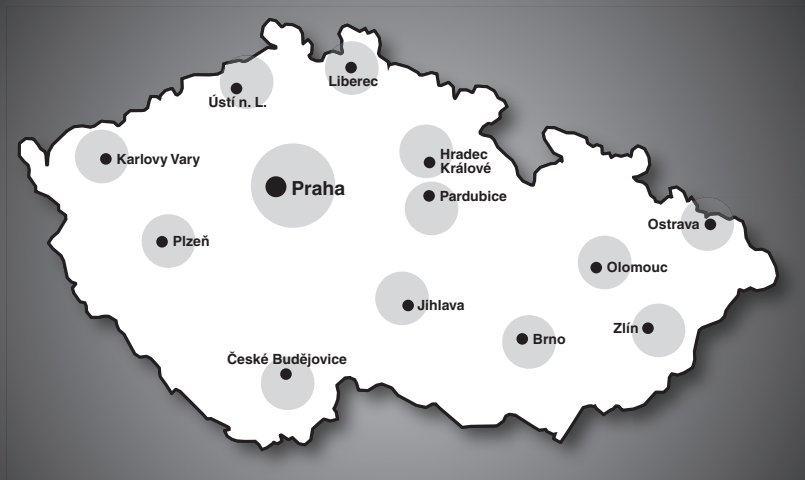 Liberec
Ústí n. L.
Karlovy Vary
Hradec
Králové
Praha
Pardubice
Ostrava
Plzeň
Olomouc
Jihlava
Zlín
Brno
České Budějovice